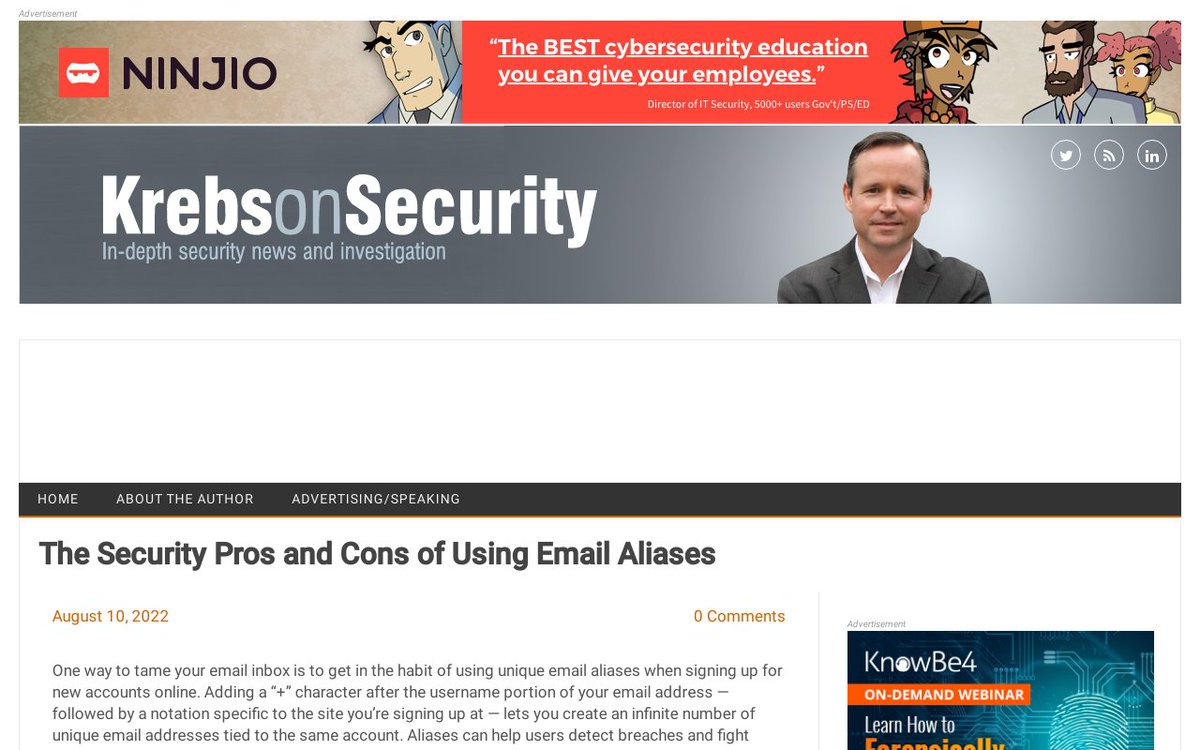 Advertisement
NINJIO
“The BEST cybersecurity education
you can give your employees.”
Director of IT Security, 5000+ users Gov't/PS/ED
KrebsonSecurity
In-depth security news and investigation
HOME ABOUT THE AUTHOR ADVERTISING/SPEAKING
The Security Pros and Cons of Using Email Aliases
August 10, 2022 0 Comments
One way to tame your email inbox is to get in the habit of using unique email aliases when signing up for
new accounts online. Adding a “+” character after the username portion of your email address —
followed by a notation specific to the site you’re signing up at — lets you create an infinite number of
unique email addresses tied to the same account. Aliases can help users detect breaches and fight
Advertisement
KnowBe4
ON-DEMAND WEBINAR
Learn How to
Forensically